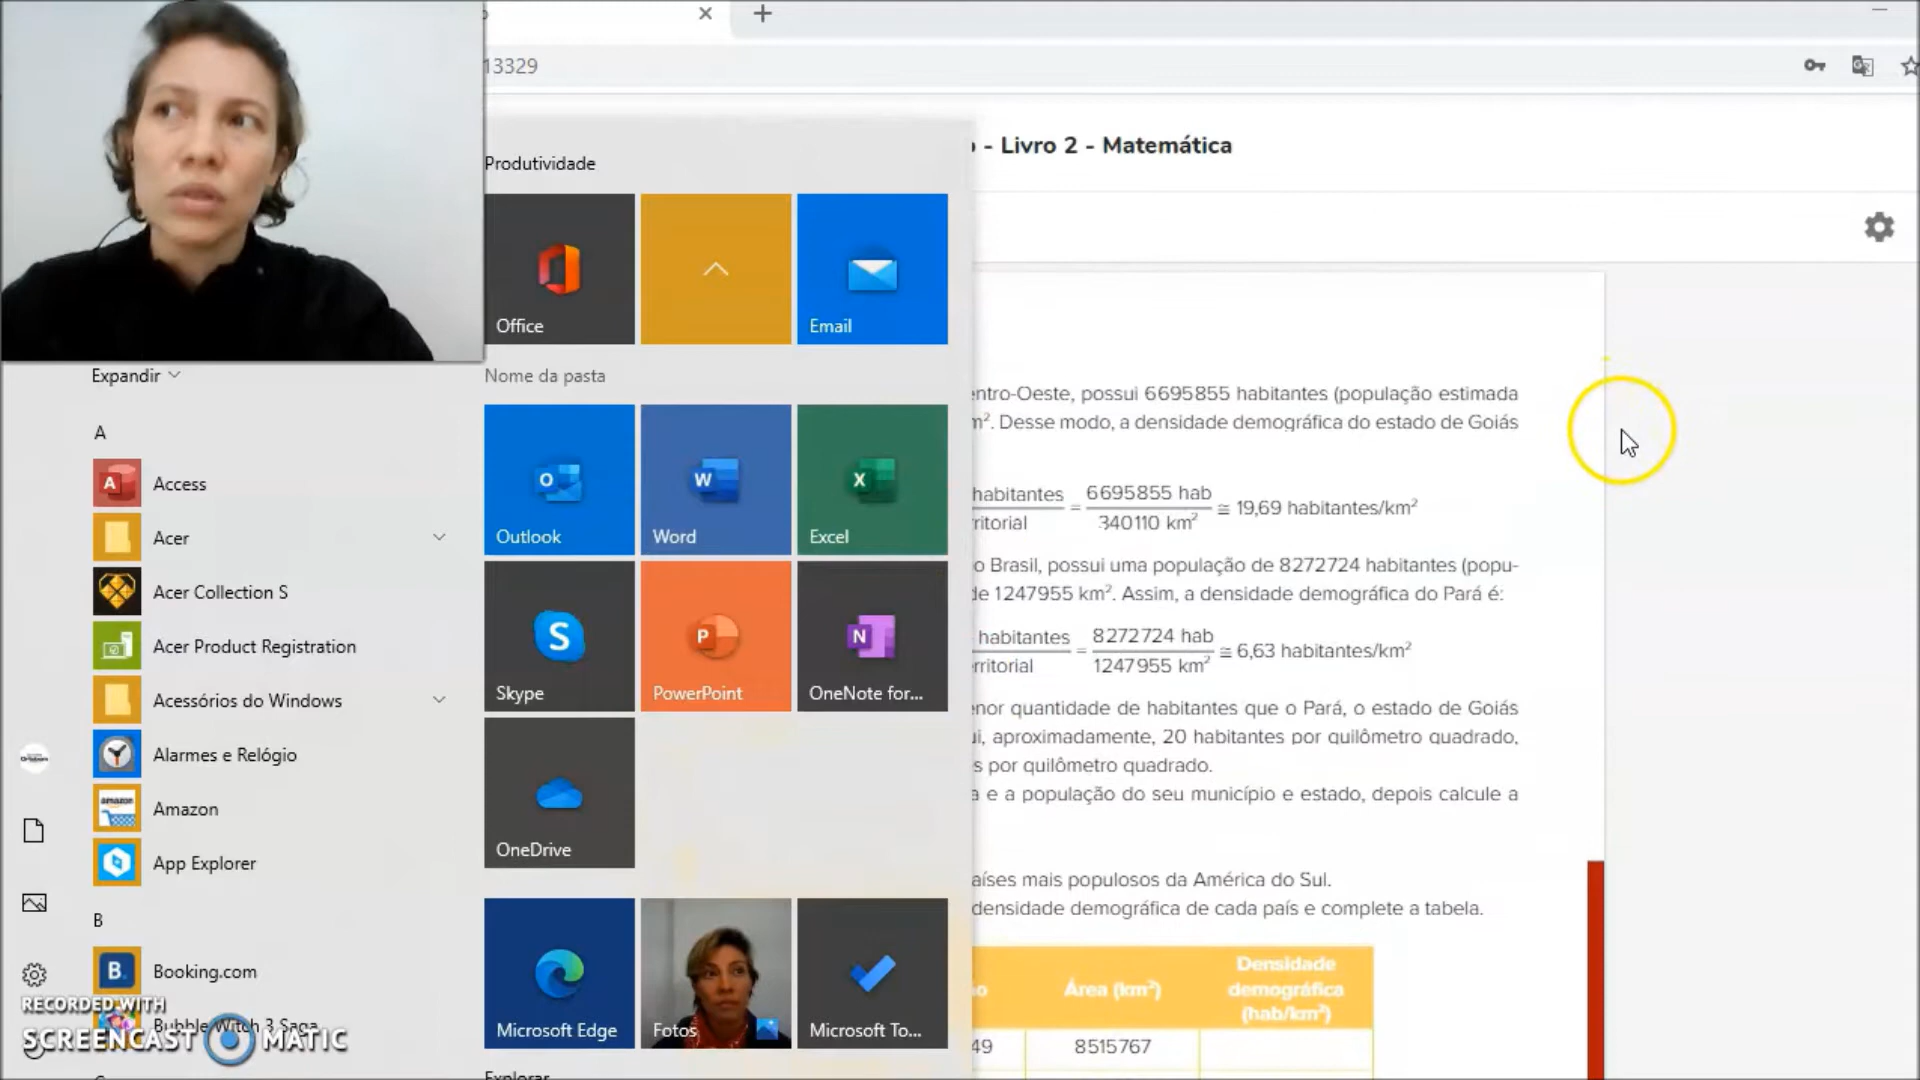 13329
- Livro 2 - Matemática
Produtividade
Office
Email
Expandir
Nome da pasta
A
Access
Acer
Acer Collection S
Acer Product Registration
Acessórios do Windows
Alarmes e Relógio
Amazon
App Explorer
B
Booking.com
Bubble Witch 3 Saga
Outlook
Word
Excel
Skype
PowerPoint
OneNote for...
OneDrive
Microsoft Edge
Fotos
Microsoft To...
Explorar
ntro-Oeste, possui 6695855 habitantes (população estimada
m². Desse modo, a densidade demográfica do estado de Goiás
habitantes = 6695855 hab ≅ 19,69 habitantes/km²
ritorial 340110 km²
o Brasil, possui uma população de 8272724 habitantes (popu-
de 1247955 km². Assim, a densidade demográfica do Pará é:
habitantes = 8272724 hab ≅ 6,63 habitantes/km²
rritorial 1247955 km²
nor quantidade de habitantes que o Pará, o estado de Goiás
i, aproximadamente, 20 habitantes por quilômetro quadrado,
s por quilômetro quadrado.
a e a população do seu município e estado, depois calcule a
aíses mais populosos da América do Sul.
densidade demográfica de cada país e complete a tabela.
o
Área (km²)
Densidade
demográfica
(hab/km²)
49
8515767
RECORDED WITH
SCREENCAST MATIC